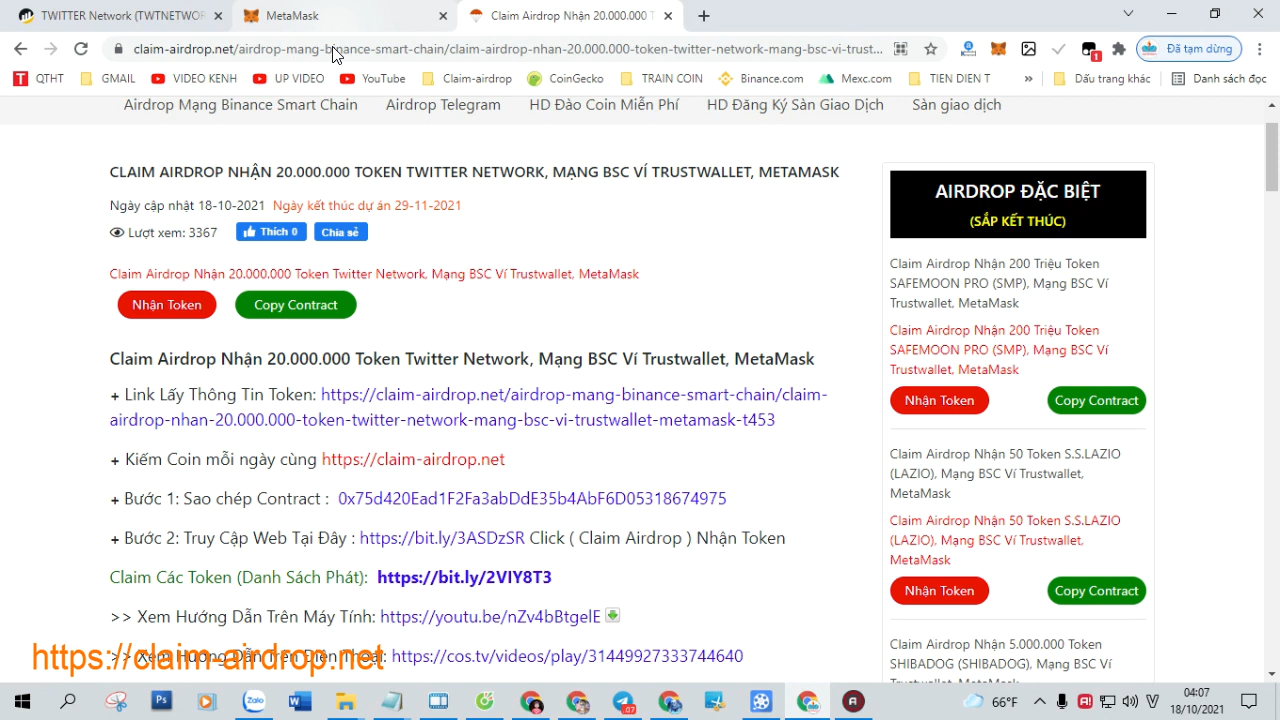 TWITTER Network (TWTNETWOR
MetaMask
Claim Airdrop Nhận 20.000.000 T
claim-airdrop.net/airdrop-mang-binance-smart-chain/claim-airdrop-nhan-20.000.000-token-twitter-network-mang-bsc-vi-trust...
Đã tạm dừng
QTHT
GMAIL
VIDEO KENH
UP VIDEO
YouTube
Claim-airdrop
CoinGecko
TRAIN COIN
Binance.com
Mexc.com
TIEN DIEN T
»
Dấu trang khác
Danh sách đọc
Airdrop Mạng Binance Smart Chain
Airdrop Telegram
HD Đào Coin Miễn Phí
HD Đăng Ký Sàn Giao Dịch
Sàn giao dịch
CLAIM AIRDROP NHẬN 20.000.000 TOKEN TWITTER NETWORK, MẠNG BSC VÍ TRUSTWALLET, METAMASK
Ngày cập nhật 18-10-2021 Ngày kết thúc dự án 29-11-2021
Lượt xem: 3367
Thích 0
Chia sẻ
Claim Airdrop Nhận 20.000.000 Token Twitter Network, Mạng BSC Ví Trustwallet, MetaMask
Nhận Token
Copy Contract
Claim Airdrop Nhận 20.000.000 Token Twitter Network, Mạng BSC Ví Trustwallet, MetaMask
+ Link Lấy Thông Tin Token: https://claim-airdrop.net/airdrop-mang-binance-smart-chain/claim-
airdrop-nhan-20.000.000-token-twitter-network-mang-bsc-vi-trustwallet-metamask-t453
+ Kiếm Coin mỗi ngày cùng https://claim-airdrop.net
+ Bước 1: Sao chép Contract : 0x75d420Ead1F2Fa3abDdE35b4AbF6D05318674975
+ Bước 2: Truy Cập Web Tại Đây : https://bit.ly/3ASDzSR Click ( Claim Airdrop ) Nhận Token
Claim Các Token (Danh Sách Phát): https://bit.ly/2VIY8T3
>> Xem Hướng Dẫn Trên Máy Tính: https://youtu.be/nZv4bBtgelE
>> Xem Hướng Dẫn Trên Điện Thoại: https://cos.tv/videos/play/31449927333744640
https://claim-airdrop.net
AIRDROP ĐẶC BIỆT
(SẮP KẾT THÚC)
Claim Airdrop Nhận 200 Triệu Token
SAFEMOON PRO (SMP), Mạng BSC Ví
Trustwallet, MetaMask
Claim Airdrop Nhận 200 Triệu Token
SAFEMOON PRO (SMP), Mạng BSC Ví
Trustwallet, MetaMask
Nhận Token
Copy Contract
Claim Airdrop Nhận 50 Token S.S.LAZIO
(LAZIO), Mạng BSC Ví Trustwallet,
MetaMask
Claim Airdrop Nhận 50 Token S.S.LAZIO
(LAZIO), Mạng BSC Ví Trustwallet,
MetaMask
Nhận Token
Copy Contract
Claim Airdrop Nhận 5.000.000 Token
SHIBADOG (SHIBADOG), Mạng BSC Ví
66°F
04:07
18/10/2021